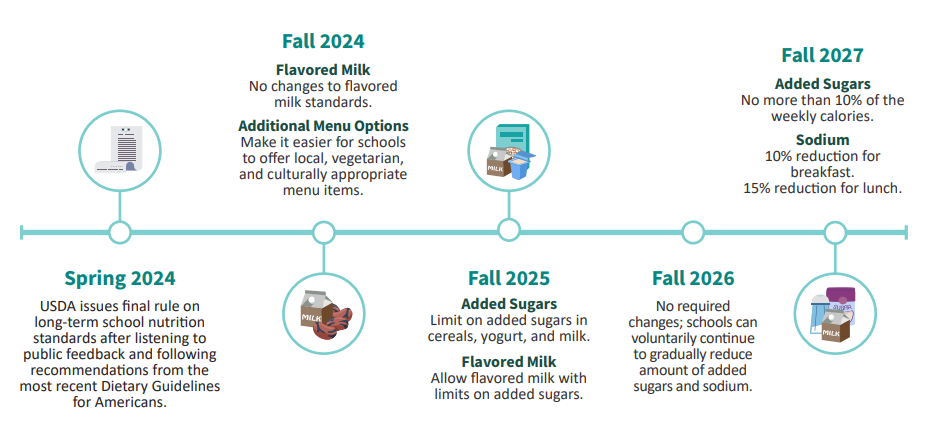 Spring 2024
USDA issues final rule on
long-term school nutrition
standards after listening to
public feedback and following
recommendations from the
most recent Dietary Guidelines
for Americans.
Fall 2024
Flavored Milk
No changes to flavored
milk standards.
Additional Menu Options
Make it easier for schools
to offer local, vegetarian,
and culturally appropriate
menu items.
MILK
Fall 2025
Added Sugars
Limit on added sugars in
cereals, yogurt, and milk.
Flavored Milk
Allow flavored milk with
limits on added sugars.
MILK
Fall 2026
No required
changes; schools can
voluntarily continue
to gradually reduce
amount of added
sugars and sodium.
Fall 2027
Added Sugars
No more than 10% of the
weekly calories.
Sodium
10% reduction for
breakfast.
15% reduction for lunch.
SUGAR
MILK